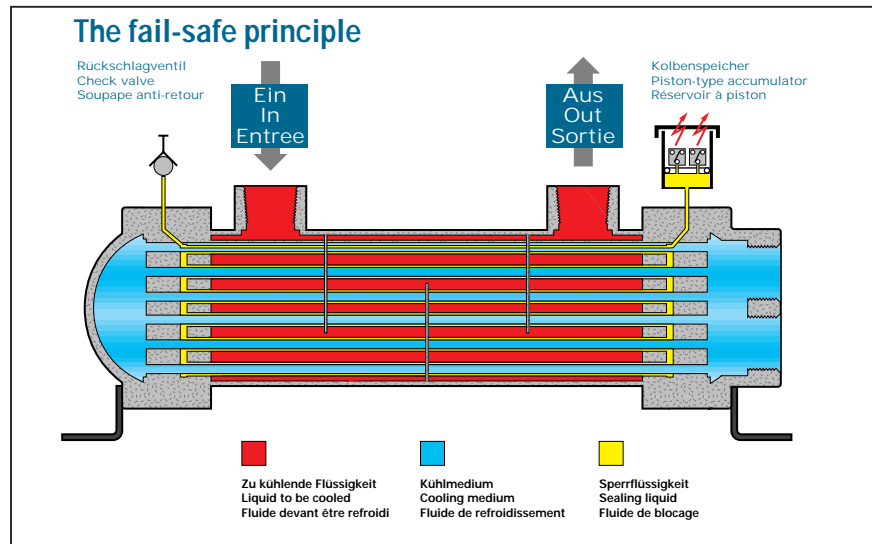 The fail-safe principle
Rückschlagventil
Check valve
Soupape anti-retour
Ein
In
Entree
Aus
Out
Sortie
Kolbenspeicher
Piston-type accumulator
Réservoir à piston
Zu kühlende Flüssigkeit
Liquid to be cooled
Fluide devant être refroidi
Kühlmedium
Cooling medium
Fluide de refroidissement
Sperrflüssigkeit
Sealing liquid
Fluide de blocage